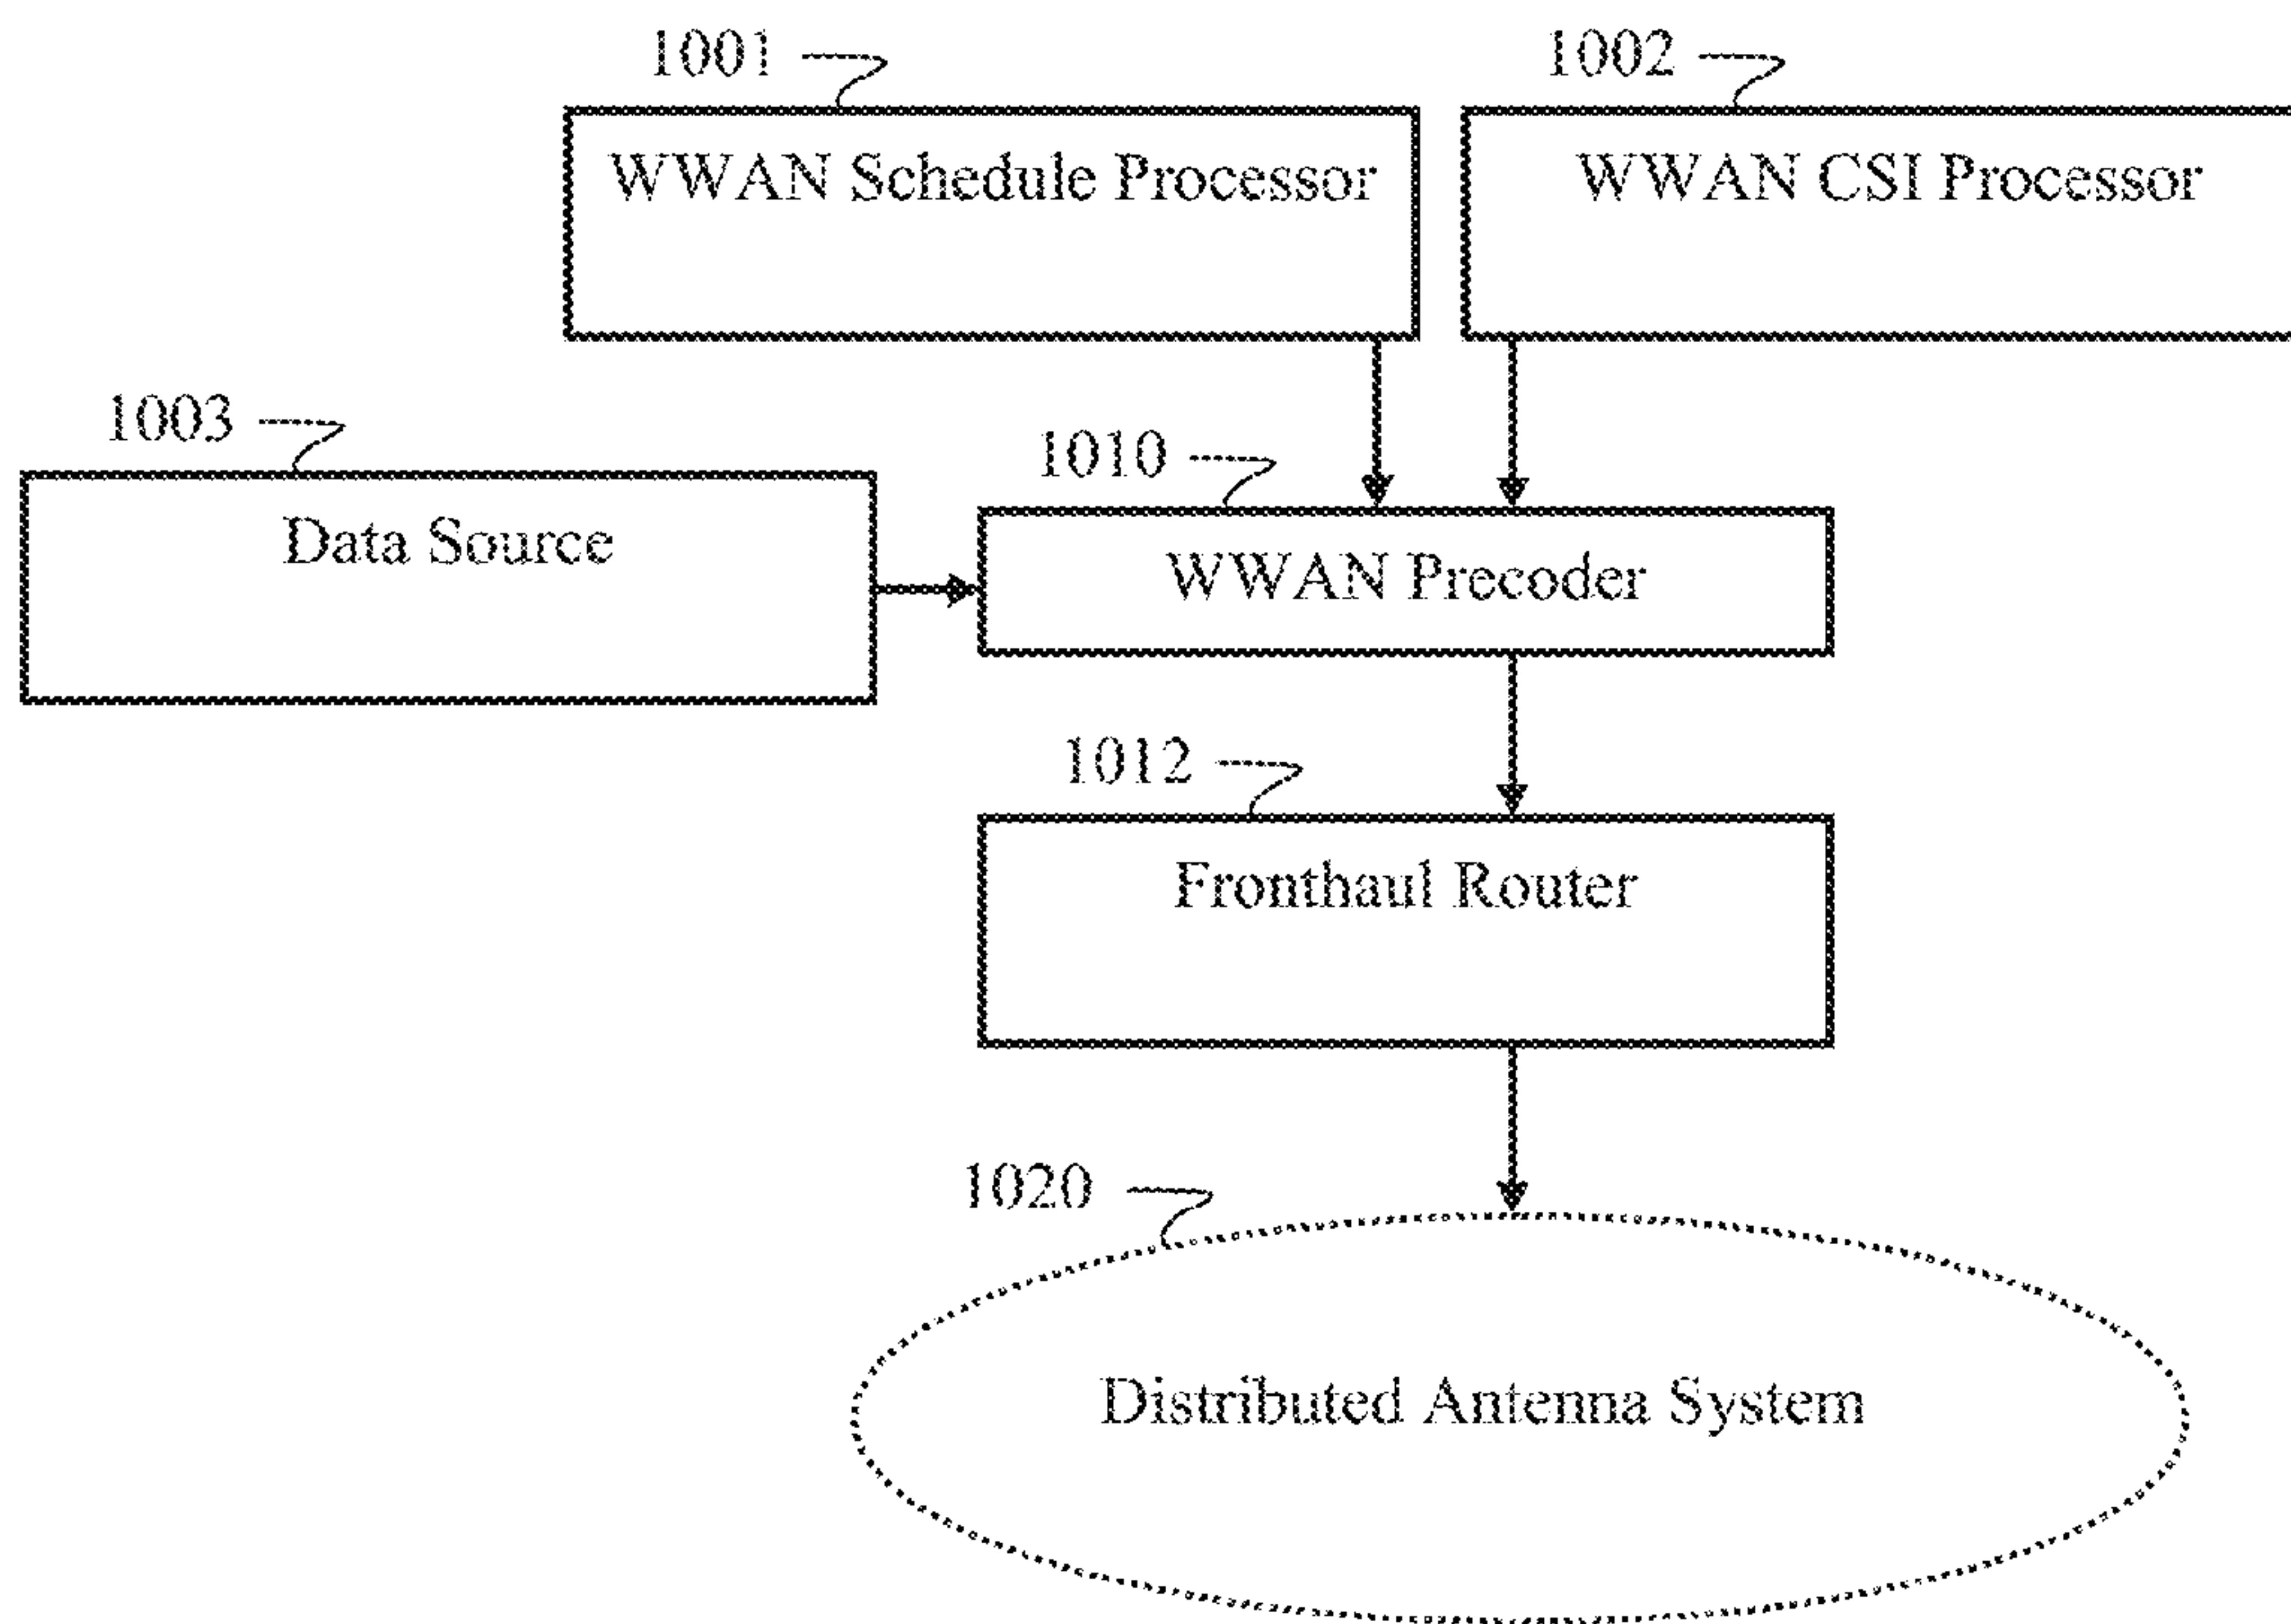 1001
1002
WWAN Schedule Processor
WWAN CSI Processor
1003
1010
Data Source
WWAN Precoder
1012
Fronthaul Router
1020
Distributed Antenna System